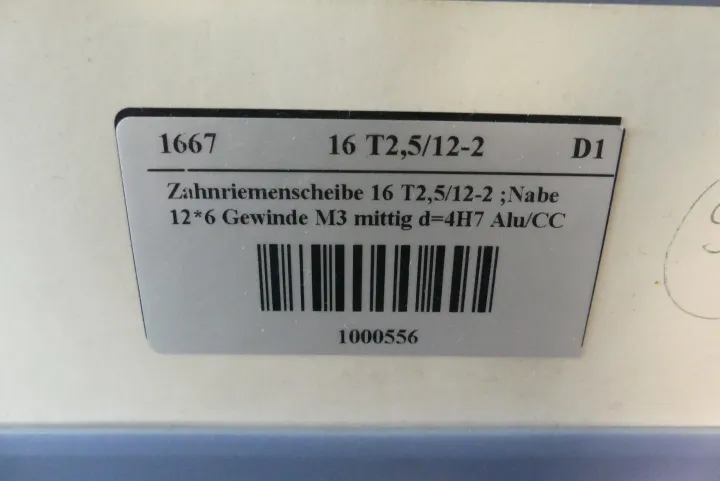 1667 16 T2,5/12-2 D1
Zahnriemenscheibe 16 T2,5/12-2 ;Nabe
12*6 Gewinde M3 mittig d=4H7 Alu/CC
1000556